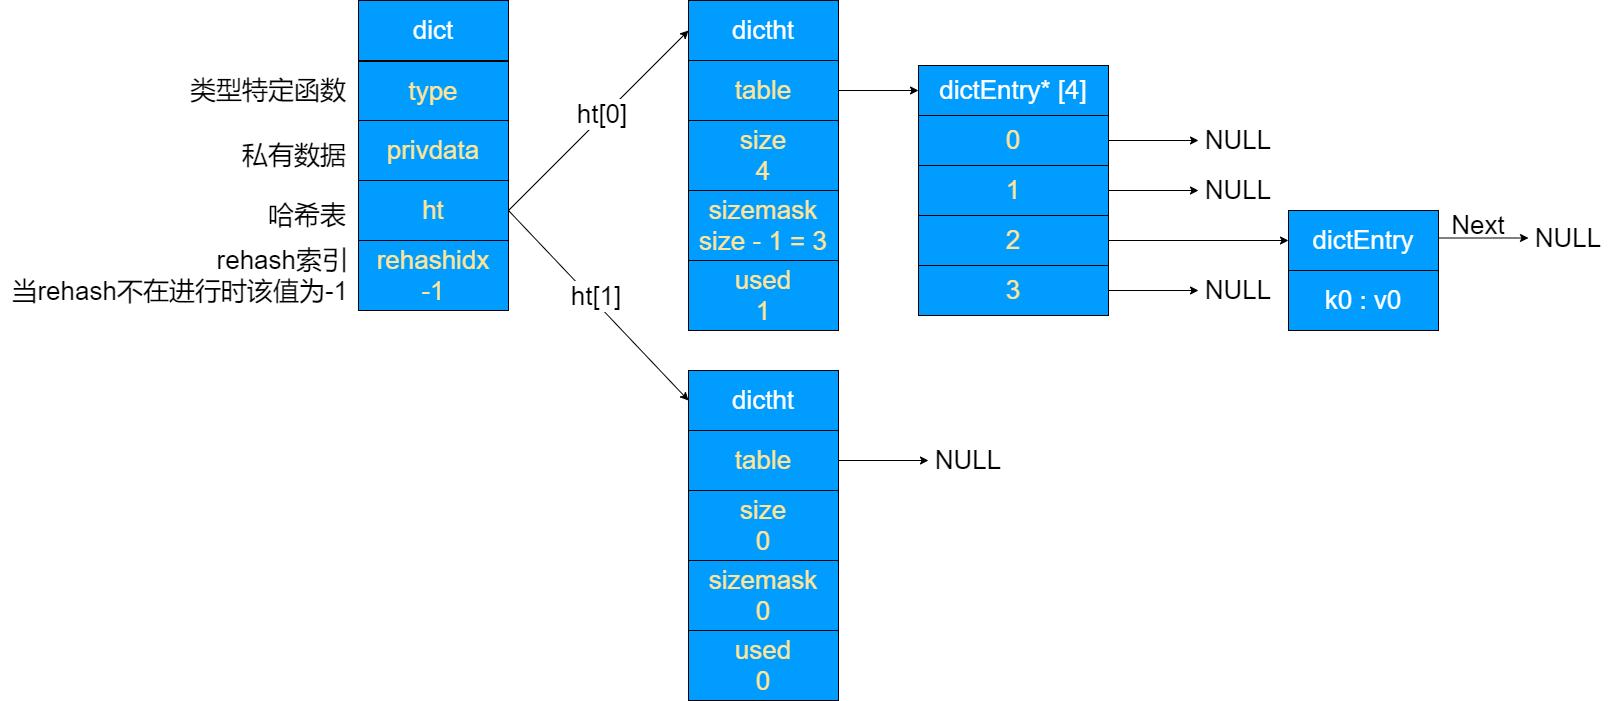 dict
类型特定函数
type
私有数据
privdata
哈希表
ht
rehash索引
当rehash不在进行时该值为-1
rehashidx
-1
ht[0]
ht[1]
dictht
table
size
4
sizemask
size - 1 = 3
used
1
dictEntry* [4]
0
NULL
1
NULL
2
3
NULL
dictEntry
k0 : v0
Next
NULL
dictht
table
NULL
size
0
sizemask
0
used
0